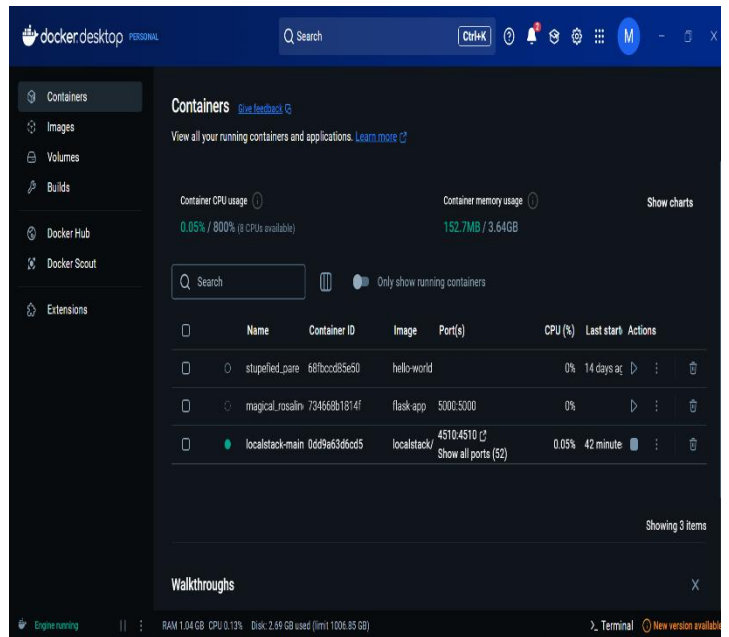 docker.desktop PERSONAL
Search
Ctrl+K
2
M
Containers
Images
Volumes
Builds
Docker Hub
Docker Scout
Extensions
Containers Give feedback
View all your running containers and applications. Learn more
Container CPU usage
0.05% / 800% (8 CPUs available)
Container memory usage
152.7MB / 3.64GB
Show charts
Search
Only show running containers
Name Container ID Image Port(s) CPU (%) Last start Actions
stupefied_pare 68fbccd85e50 hello-world 0% 14 days ag
magical_rosalin 734668b1814f flask-app 5000:5000 0%
localstack-main 0dd9a63d6cd5 localstack/ 4510:4510 0.05% 42 minute
Show all ports (52)
Showing 3 items
Walkthroughs
Engine running
RAM 1.04 GB CPU 0.13% Disk: 2.69 GB used (limit 1006.85 GB)
Terminal
New version available